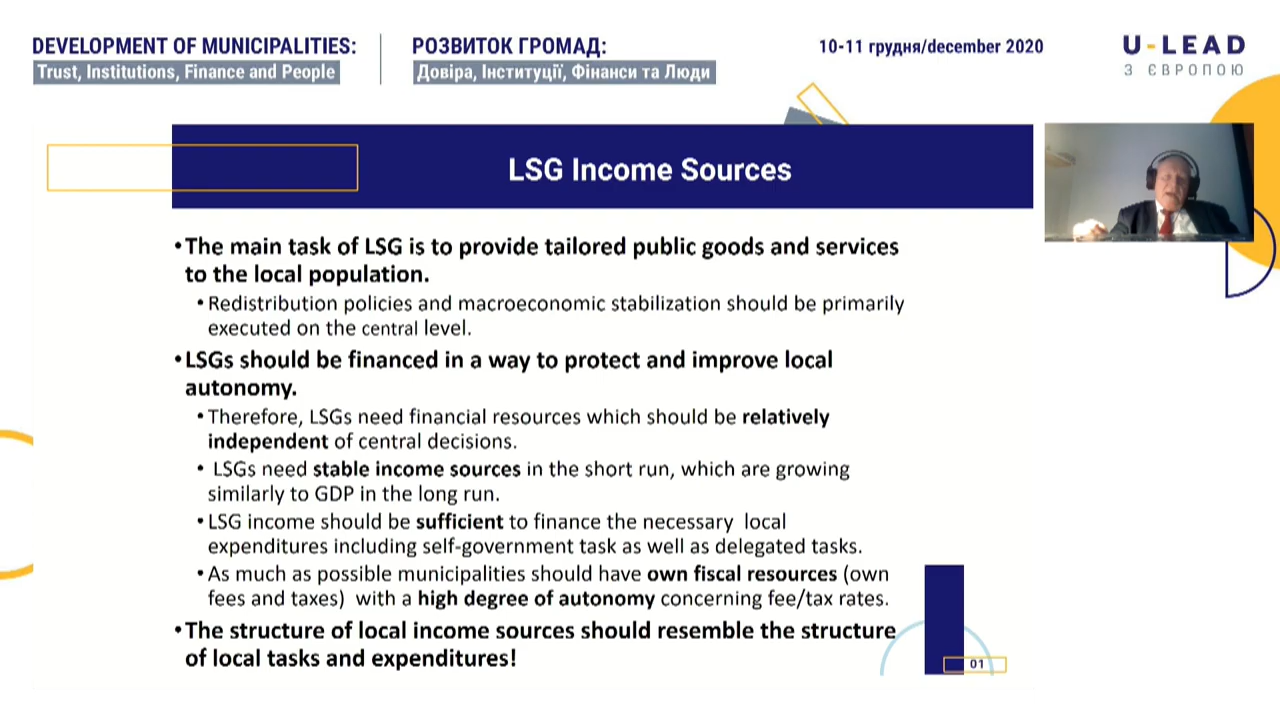 DEVELOPMENT OF MUNICIPALITIES:
Trust, Institutions, Finance and People
РОЗВИТОК ГРОМАД:
Довіра, Інституції, Фінанси та Люди
10-11 грудня/december 2020
U-LEAD
З ЄВРОПОЮ
LSG Income Sources
•The main task of LSG is to provide tailored public goods and services
to the local population.
•Redistribution policies and macroeconomic stabilization should be primarily
executed on the central level.
•LSGs should be financed in a way to protect and improve local
autonomy.
•Therefore, LSGs need financial resources which should be relatively
independent of central decisions.
• LSGs need stable income sources in the short run, which are growing
similarly to GDP in the long run.
•LSG income should be sufficient to finance the necessary  local
expenditures including self-government task as well as delegated tasks.
•As much as possible municipalities should have own fiscal resources (own
fees and taxes)  with a high degree of autonomy concerning fee/tax rates.
•The structure of local income sources should resemble the structure
of local tasks and expenditures!
01